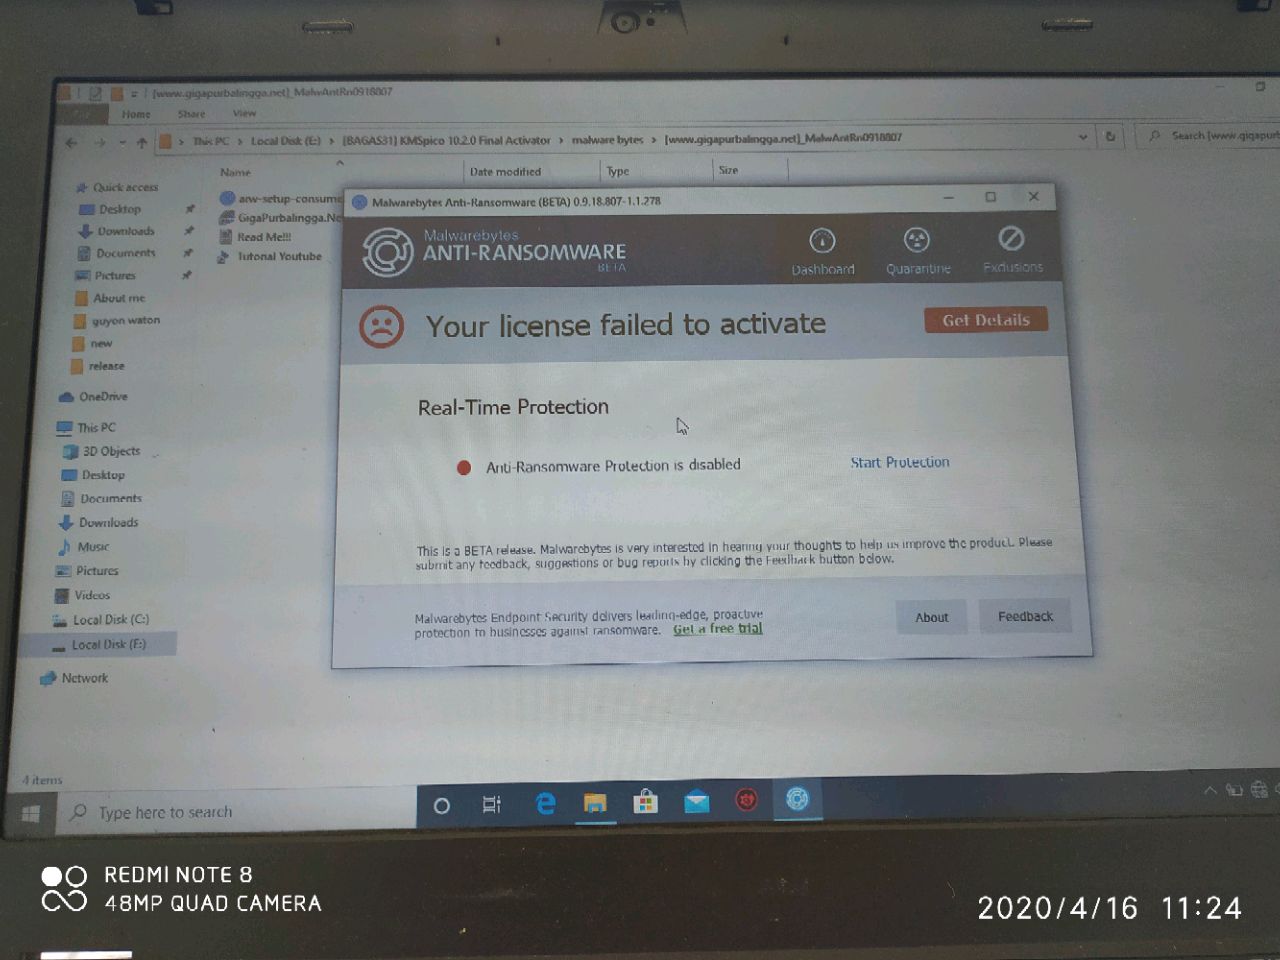 [www.gigapurbalingga.net]_MalwAntRn0918807
Home Share View
This PC > Local Disk (E:) > [BAGAS31] KMSpico 10.2.0 Final Activator > malware bytes > [www.gigapurbalingga.net]_MalwAntRn0918807
Search [www.gigapurb
Name Date modified Type Size
Quick access
Desktop
Downloads
Documents
Pictures
About me
guyon waton
new
release
OneDrive
This PC
3D Objects
Desktop
Documents
Downloads
Music
Pictures
Videos
Local Disk (C:)
Local Disk (E:)
Network
arw-setup-consume
GigaPurbalingga.Ne
Read Me!!!
Tutorial Youtube
Malwarebytes Anti-Ransomware (BETA) 0.9.18.807-1.1.278
Malwarebytes
ANTI-RANSOMWARE
BETA
Dashboard Quarantine Exclusions
Your license failed to activate
Get Details
Real-Time Protection
Anti-Ransomware Protection is disabled
Start Protection
This is a BETA release. Malwarebytes is very interested in hearing your thoughts to help us improve the product. Please
submit any feedback, suggestions or bug reports by clicking the Feedback button below.
Malwarebytes Endpoint Security delivers leading-edge, proactive
protection to businesses against ransomware. Get a free trial
About Feedback
4 items
Type here to search
REDMI NOTE 8
48MP QUAD CAMERA
2020/4/16 11:24